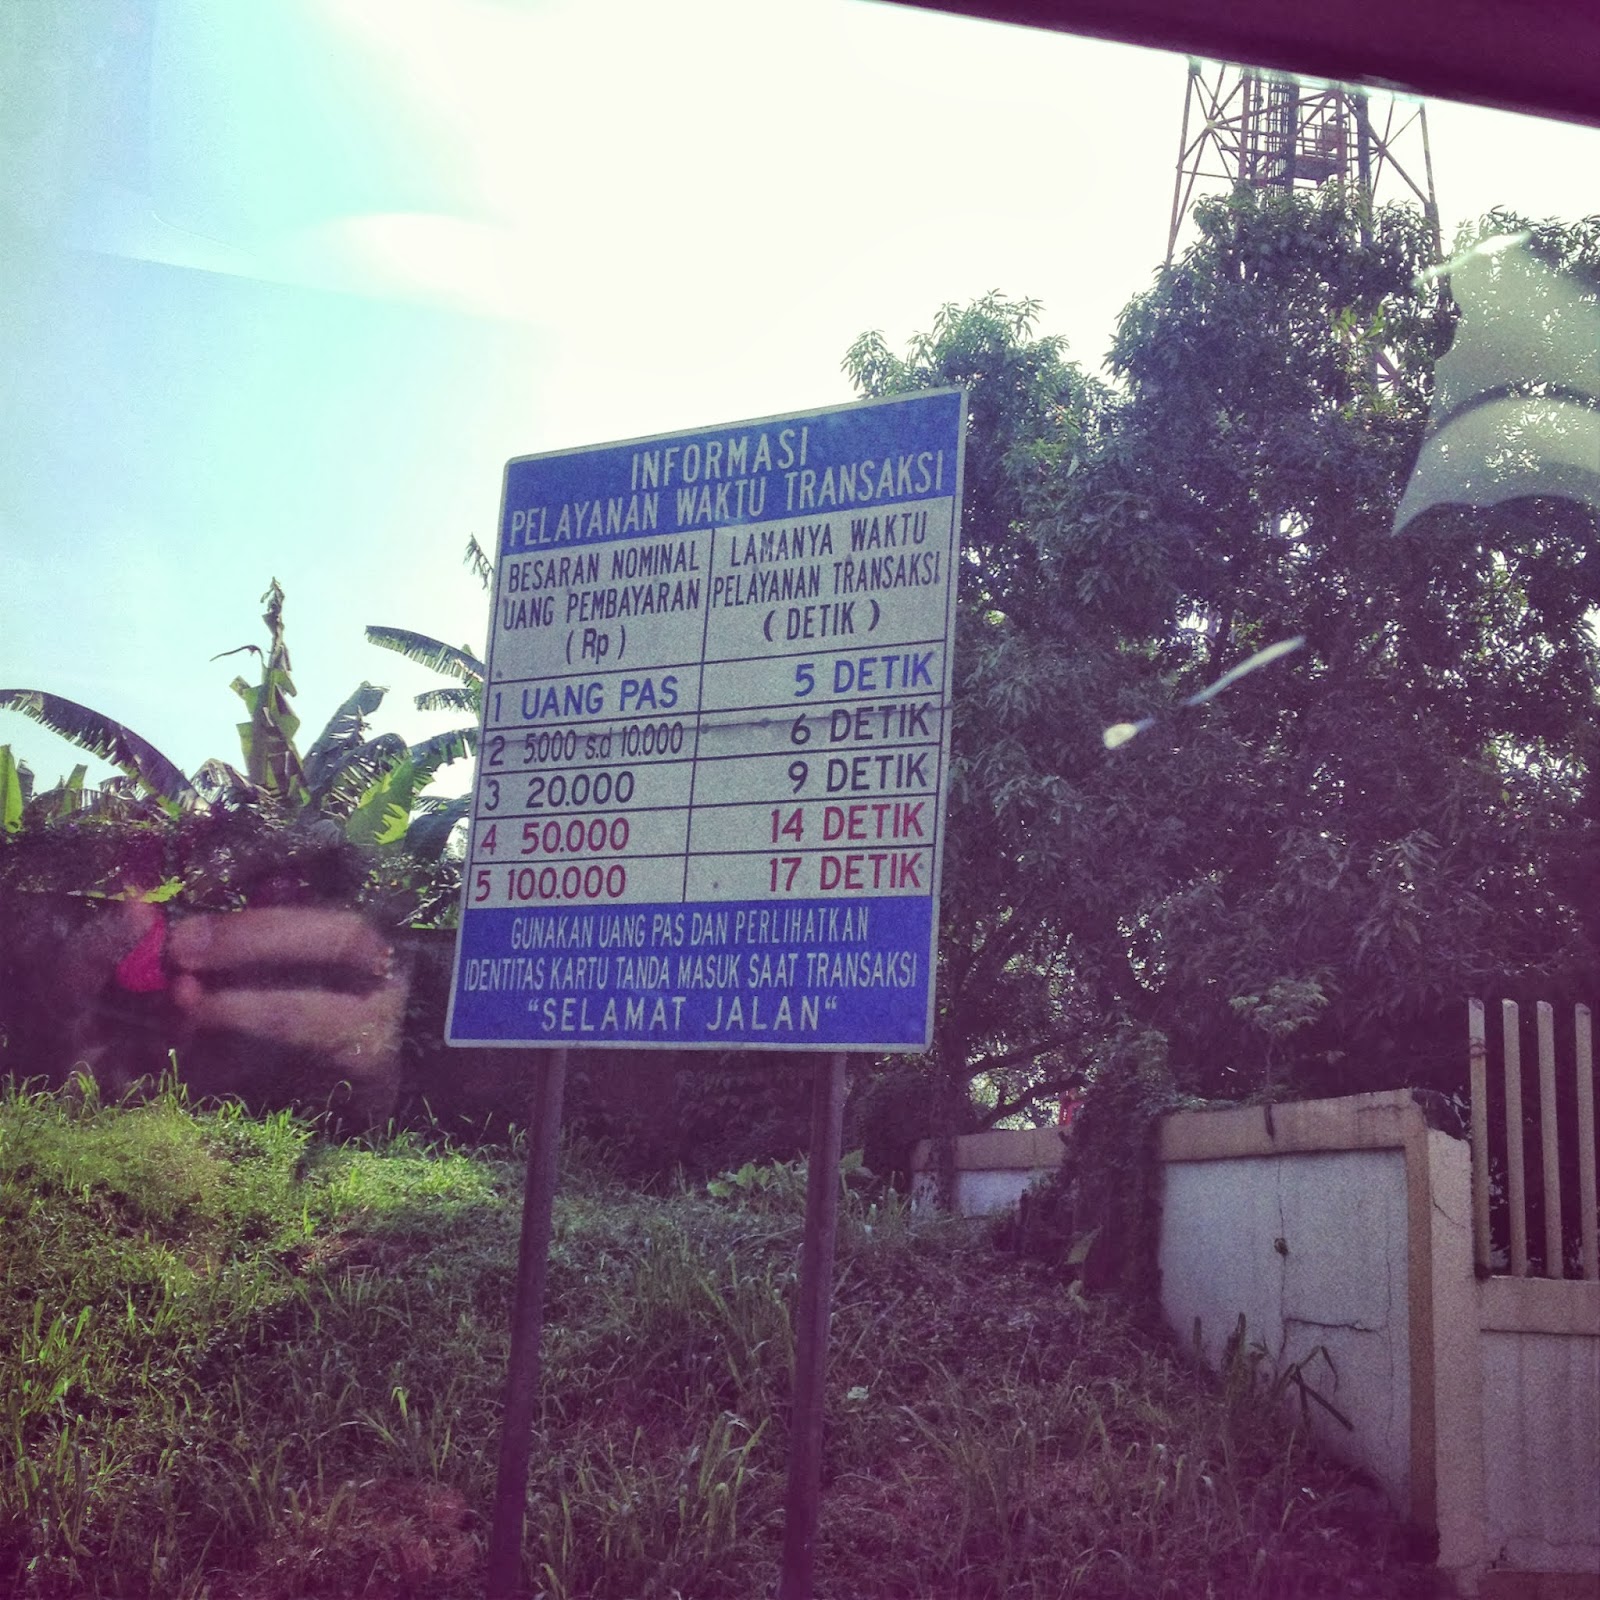 INFORMASI
PELAYANAN WAKTU TRANSAKSI
BESARAN NOMINAL
UANG PEMBAYARAN
(Rp)
LAMANYA WAKTU
PELAYANAN TRANSAKSI
( DETIK )
1 UANG PAS 5 DETIK
2 5.000 s.d 10.000 6 DETIK
3 20.000 9 DETIK
4 50.000 14 DETIK
5 100.000 17 DETIK
GUNAKAN UANG PAS DAN PERLIHATKAN
IDENTITAS KARTU TANDA MASUK SAAT TRANSAKSI
“SELAMAT JALAN“